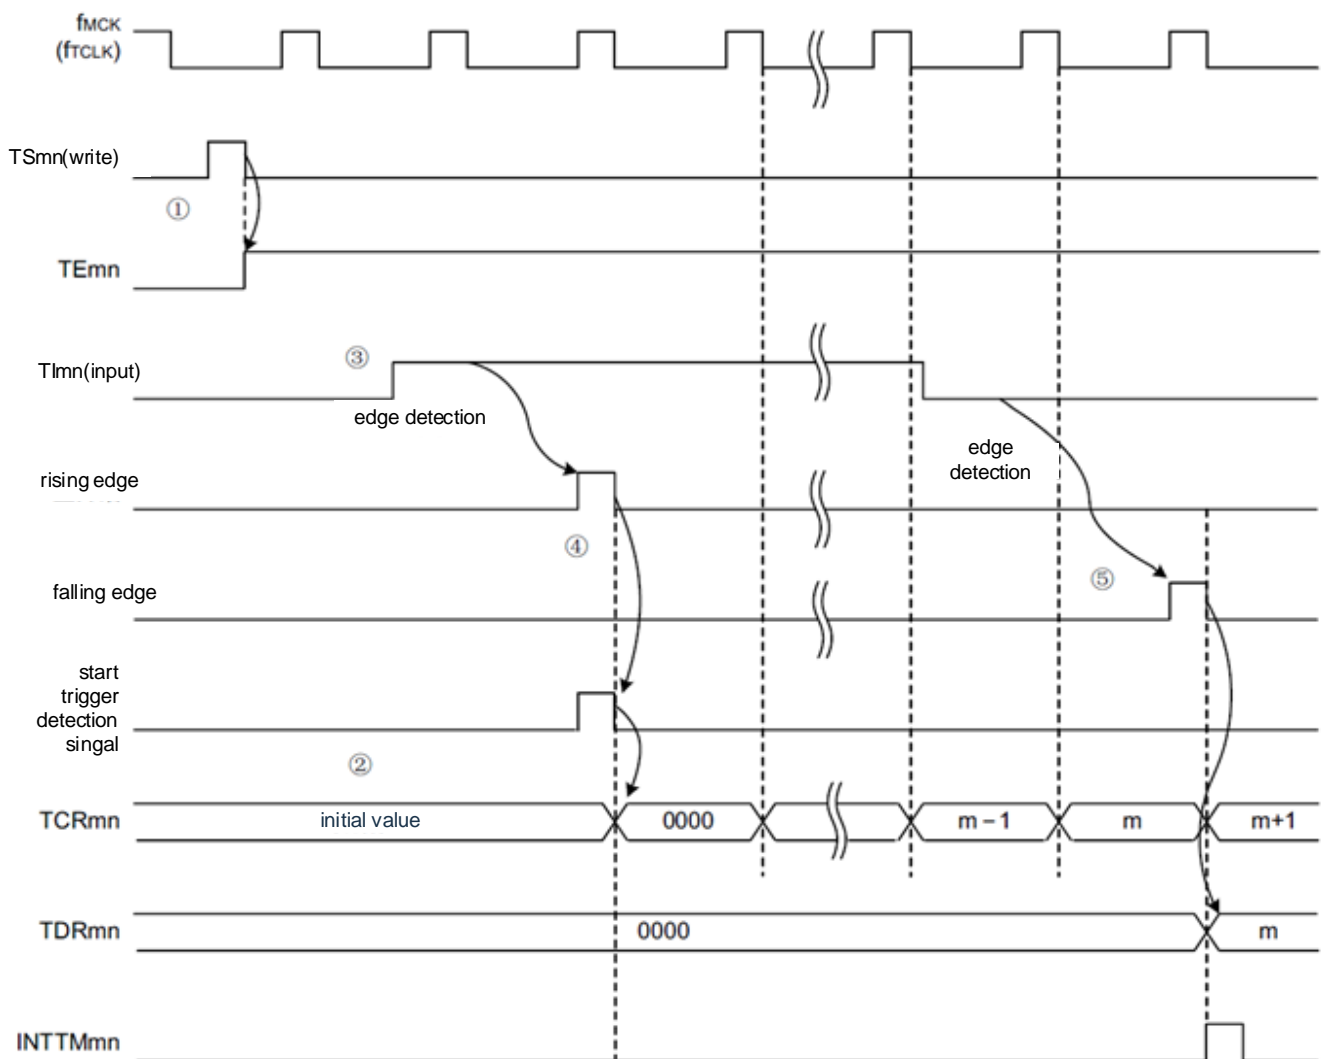 fMCK
(fTCLK)
TSmn(write)
①
TEmn
③
TImn(input)
edge detection
edge
detection
rising edge
④
⑤
falling edge
start
trigger
detection
singal
②
TCRmn
initial value
0000
m – 1
m
m+1
TDRmn
0000
m
INTTMmn